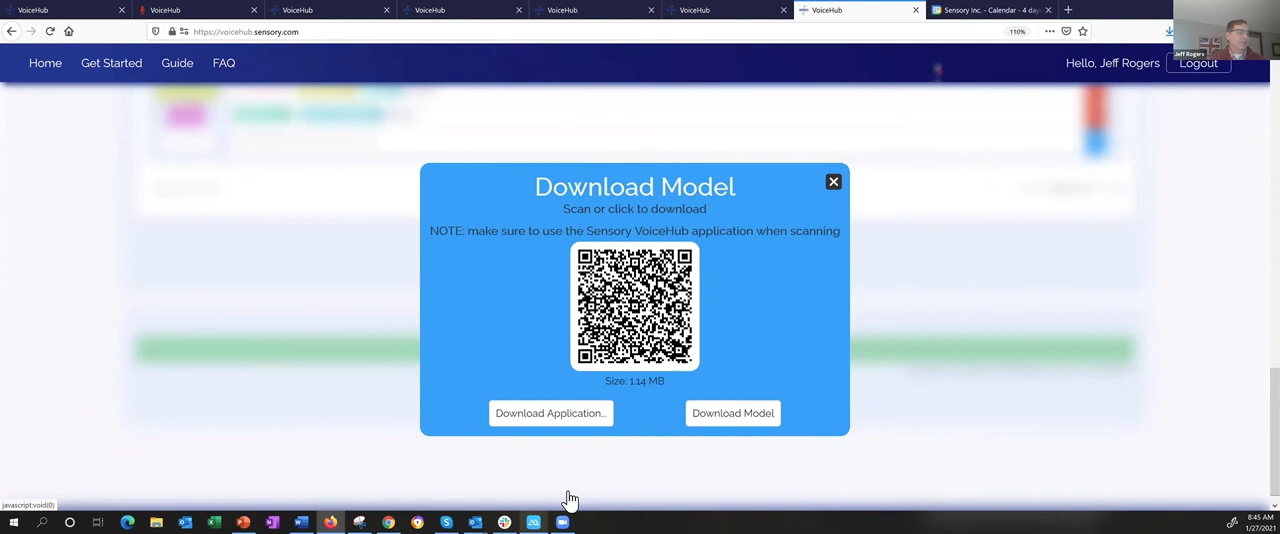 VoiceHub
VoiceHub
VoiceHub
VoiceHub
VoiceHub
VoiceHub
VoiceHub
Sensory Inc. - Calendar - 4 day
https://voicehub.sensory.com
110%
Jeff Rogers
Home
Get Started
Guide
FAQ
Hello, Jeff Rogers
Logout
Download Model
Scan or click to download
NOTE: make sure to use the Sensory VoiceHub application when scanning
Size: 1.14 MB
Download Application...
Download Model
javascript:void(0)
8:45 AM
1/27/2021